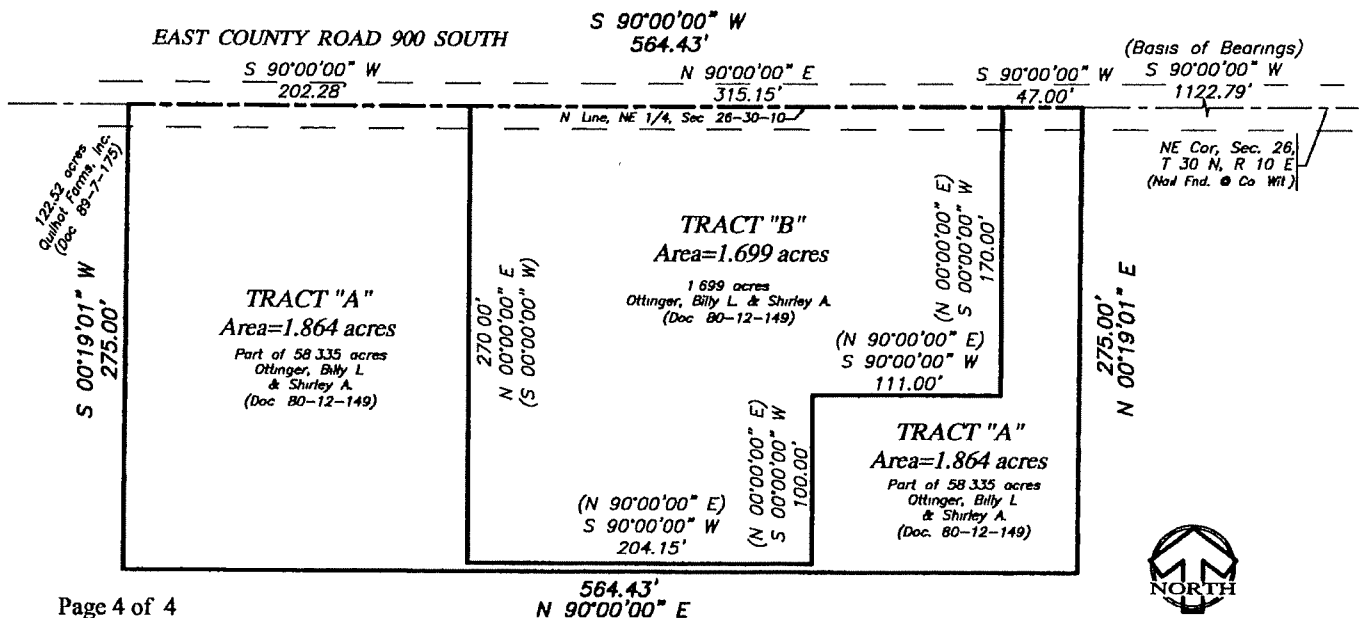 S 90°00'00" W
564.43'
EAST COUNTY ROAD 900 SOUTH
(Basis of Bearings)
S 90°00'00" W
202.28'
N 90°00'00" E
315.15'
S 90°00'00" W
47.00'
S 90°00'00" W
1122.79'
N Line, NE 1/4, Sec 26-30-10
NE Cor, Sec. 26,
T 30 N, R 10 E
(Nail Fnd. @ Co Wit)
122.52 acres
Quilhot Farms, Inc.
(Doc 89-7-175)
S 00°19'01" W
275.00'
TRACT "A"
Area=1.864 acres
Part of 58 335 acres
Ottinger, Billy L
& Shirley A.
(Doc 80-12-149)
270 00'
N 00°00'00" E
(S 00°00'00" W)
TRACT "B"
Area=1.699 acres
1 699 acres
Ottinger, Billy L. & Shirley A.
(Doc 80-12-149)
(N 00°00'00" E)
S 00°00'00" W
170.00'
(N 90°00'00" E)
S 90°00'00" W
111.00'
(N 00°00'00" E)
S 00°00'00" W
100.00'
(N 90°00'00" E)
S 90°00'00" W
204.15'
TRACT "A"
Area=1.864 acres
Part of 58 335 acres
Ottinger, Billy L
& Shirley A.
(Doc. 80-12-149)
275.00'
N 00°19'01" E
564.43'
N 90°00'00" E
NORTH
Page 4 of 4